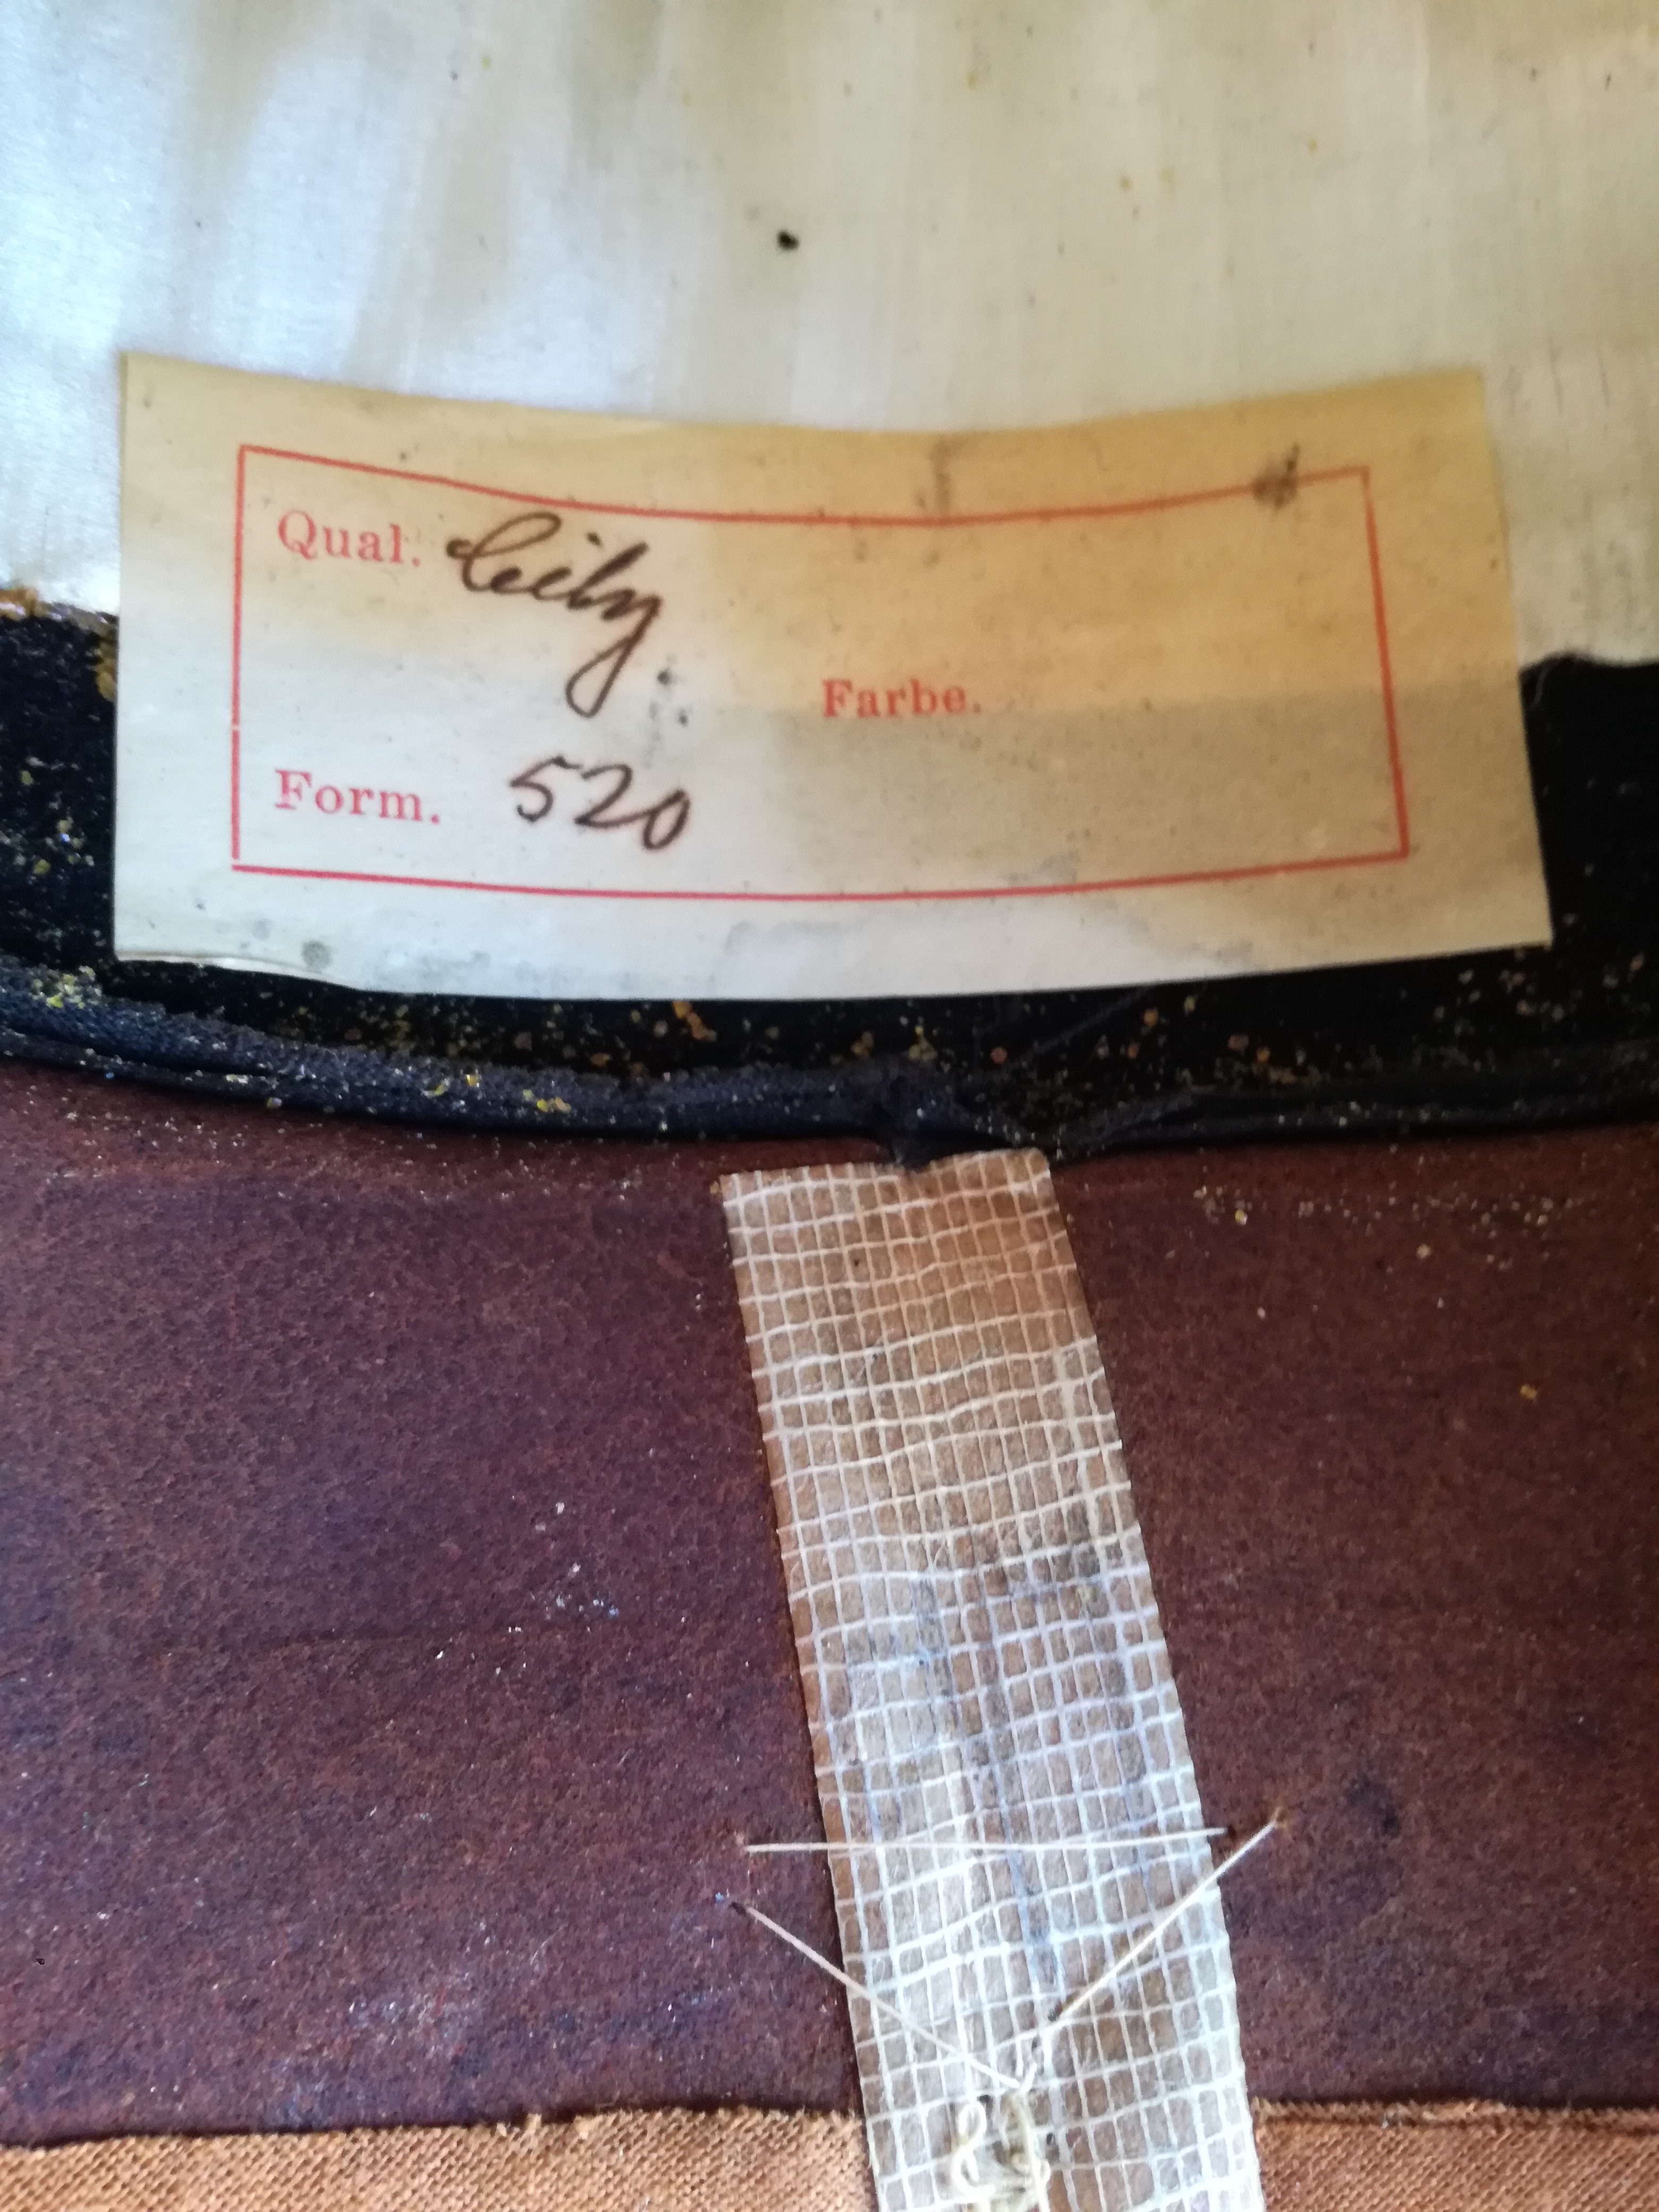 Qual.
Farbe.
Form. 520